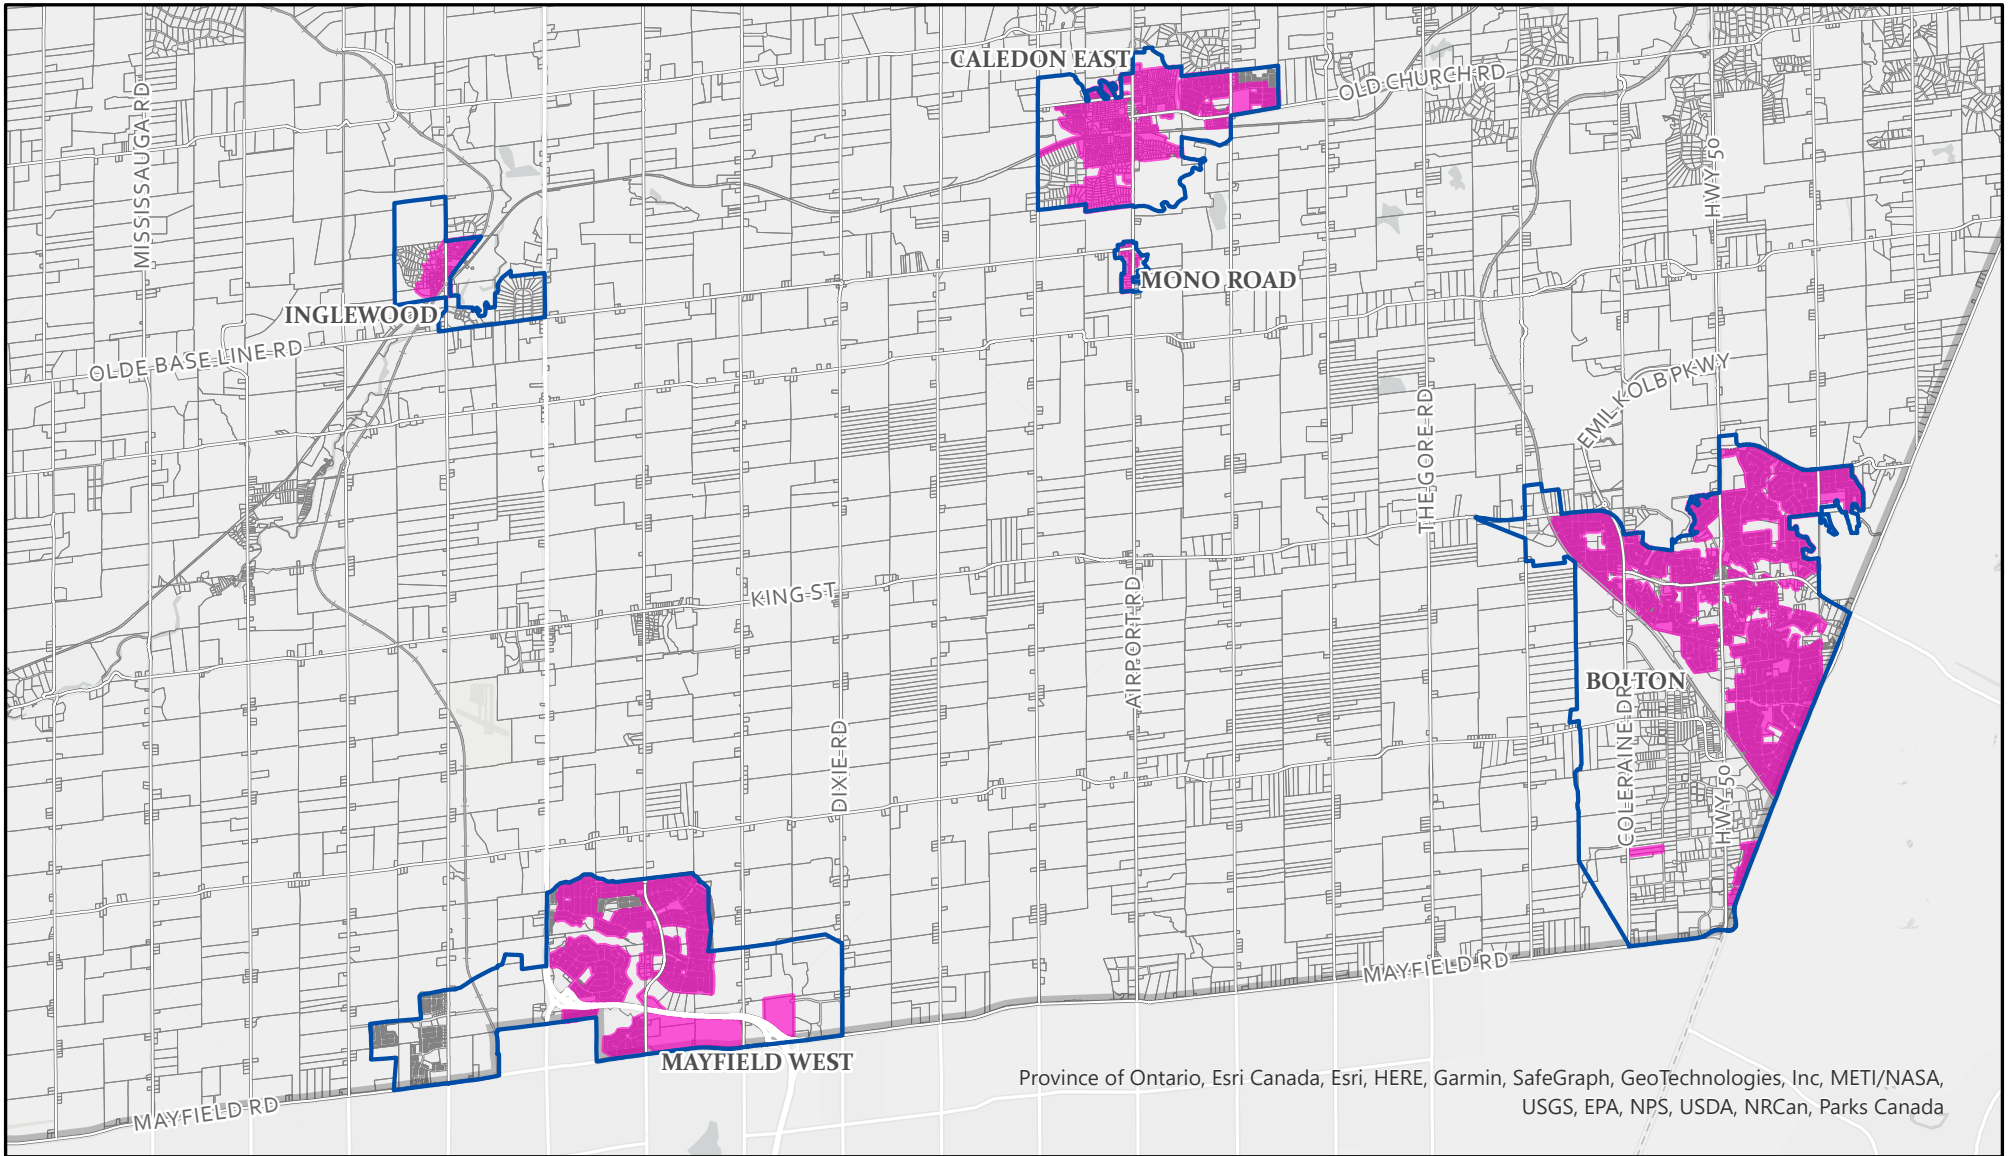 CALEDON EAST
OLD CHURCH RD
MISSISSAUGA RD
HWY 50
MONO ROAD
INGLEWOOD
OLDE BASE LINE RD
EMIL KOLB PKWY
THE GORE RD
KING ST
AIRPORT RD
BOLTON
COLERAINE DR
DIXIE RD
HWY 50
MAYFIELD RD
MAYFIELD WEST
MAYFIELD RD
Province of Ontario, Esri Canada, Esri, HERE, Garmin, SafeGraph, GeoTechnologies, Inc, METI/NASA,
USGS, EPA, NPS, USDA, NRCan, Parks Canada